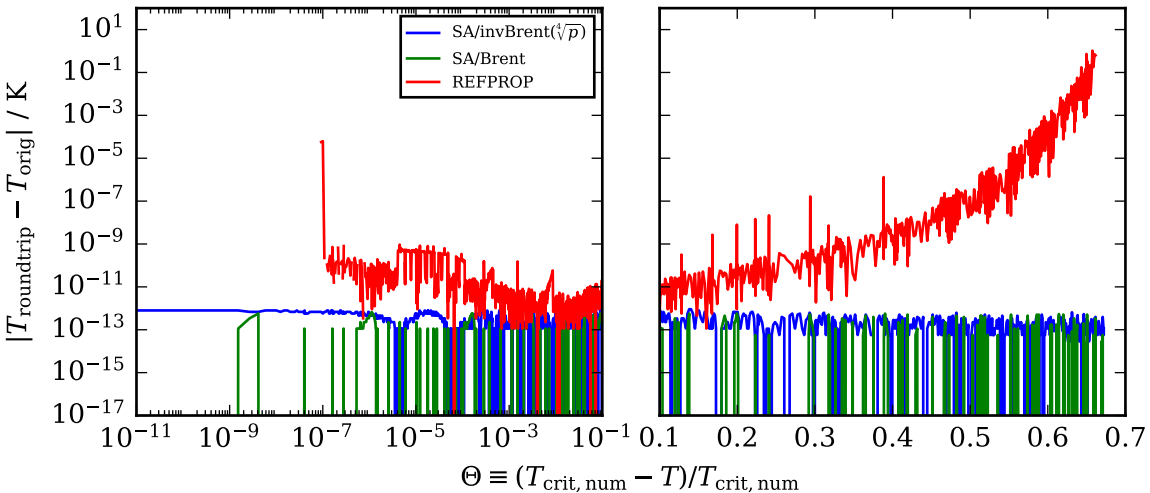 |T_roundtrip − T_orig| / K
10^1
10^−1
10^−3
10^−5
10^−7
10^−9
10^−11
10^−13
10^−15
10^−17
SA/invBrent(∜p)
SA/Brent
REFPROP
10^−11 10^−9 10^−7 10^−5 10^−3 10^−1
0.1 0.2 0.3 0.4 0.5 0.6 0.7
Θ ≡ (T_crit, num − T)/T_crit, num